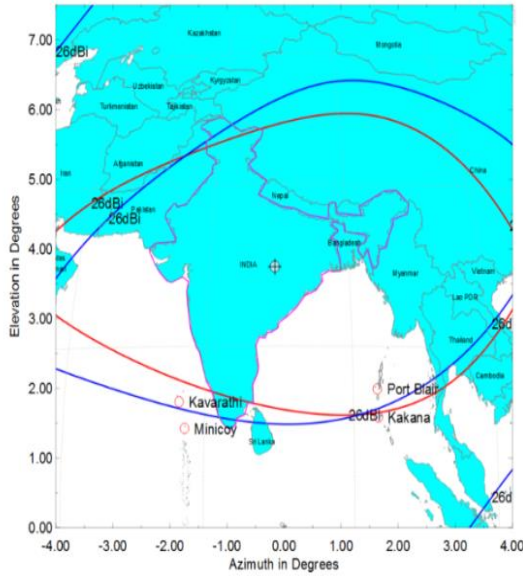 7.00
6.00
5.00
4.00
3.00
2.00
1.00
0.00
Elevation in Degrees
-4.00 -3.00 -2.00 -1.00 0.00 1.00 2.00 3.00 4.00
Azimuth in Degrees
Kazakhstan
Mongolia
26dBi
Uzbekistan
Kyrgyzstan
Turkmenistan
Tajikistan
China
Afganistan
Iran
26dBi
Pakistan
Nepal
26dBi
Bangladesh
INDIA
Myanmar
Vietnam
Lao PDR
Thailand
26d
Cambodia
Port Blair
Kavarathi
26dBi Kakana
Minicoy
Sri Lanka
26d